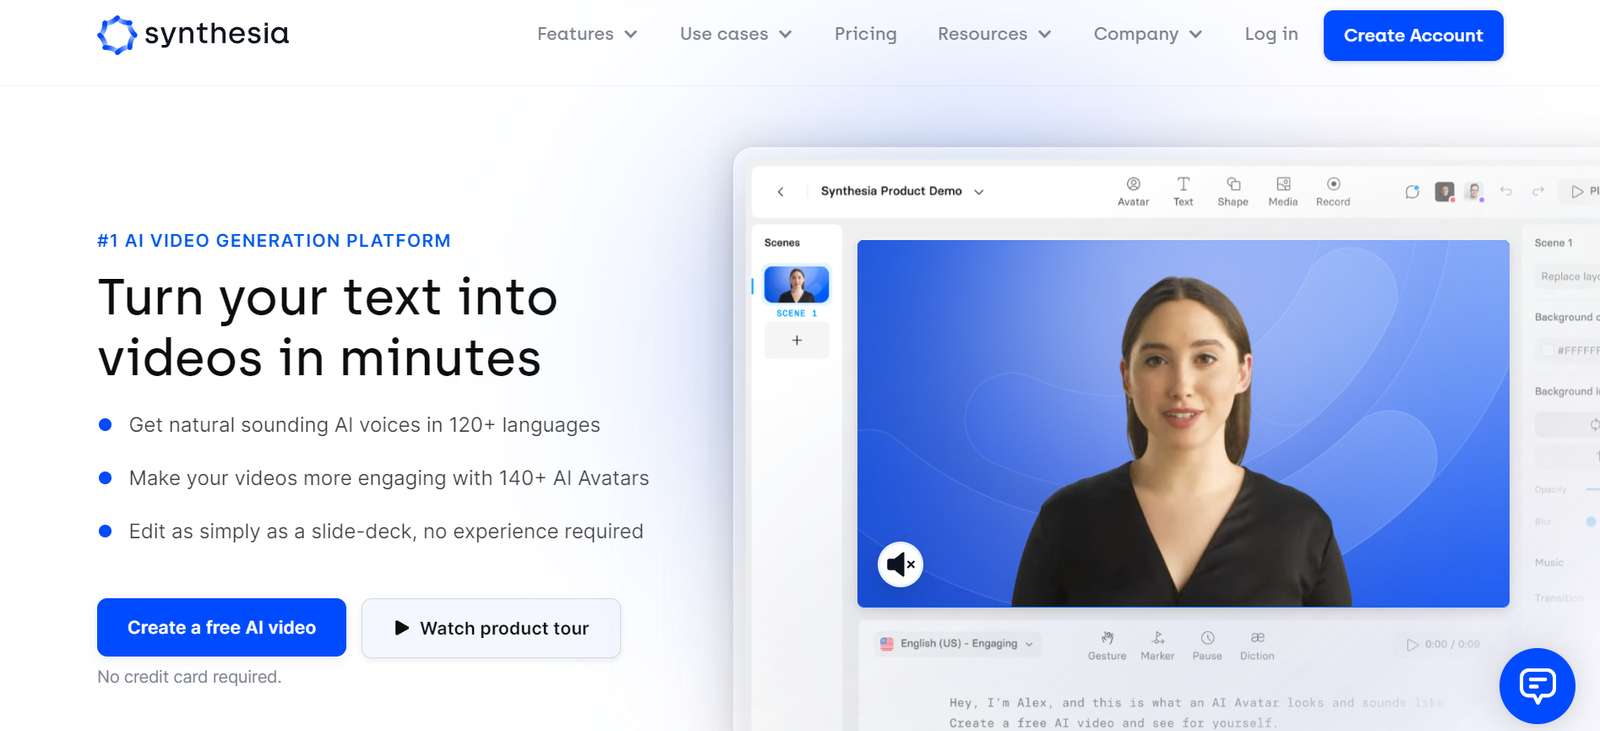 synthesia
Features
Use cases
Pricing
Resources
Company
Log in
Create Account
#1 AI VIDEO GENERATION PLATFORM
Turn your text into
videos in minutes
Get natural sounding AI voices in 120+ languages
Make your videos more engaging with 140+ AI Avatars
Edit as simply as a slide-deck, no experience required
Create a free AI video
Watch product tour
No credit card required.
Synthesia Product Demo
Avatar
Text
Shape
Media
Record
Pl
Scenes
SCENE 1
+
Scene 1
Replace layo
Background c
#FFFFFF
Background i
Opacity
Blur
Music
Transition
English (US) - Engaging
æ
Gesture
Marker
Pause
Diction
0:00 / 0:09
Hey, I'm Alex, and this is what an AI Avatar looks and sounds like.
Create a free AI video and see for yourself.